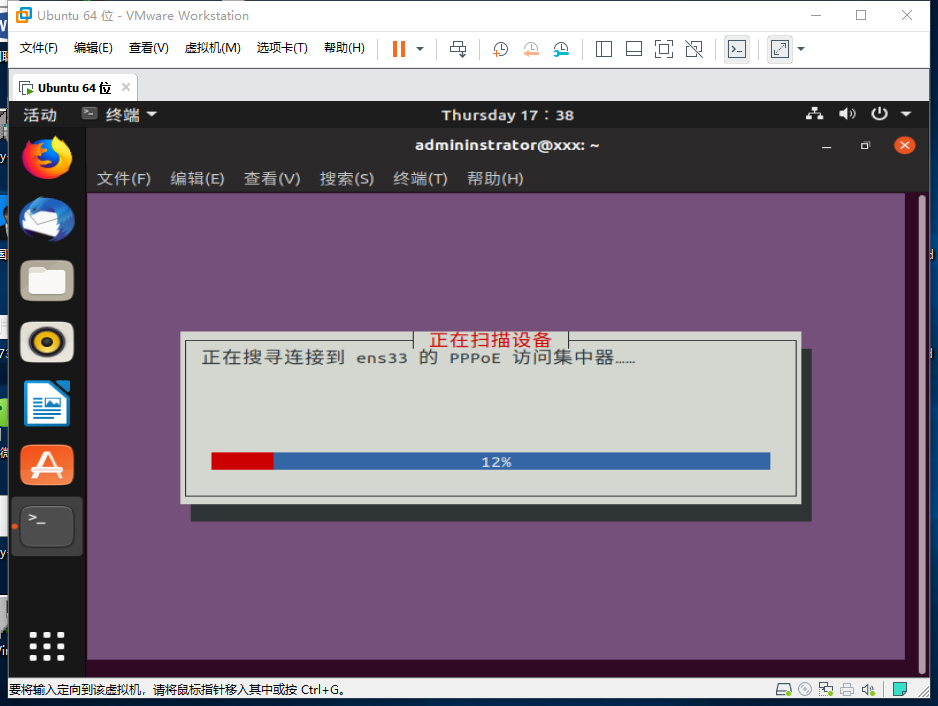 Ubuntu 64 位 - VMware Workstation
文件(F) 编辑(E) 查看(V) 虚拟机(M) 选项卡(T) 帮助(H)
Ubuntu 64 位
活动 终端 Thursday 17：38
admininstrator@xxx: ~
文件(F) 编辑(E) 查看(V) 搜索(S) 终端(T) 帮助(H)
正在扫描设备
正在搜寻连接到 ens33 的 PPPoE 访问集中器……
12%
要将输入定向到该虚拟机，请将鼠标指针移入其中或按 Ctrl+G。